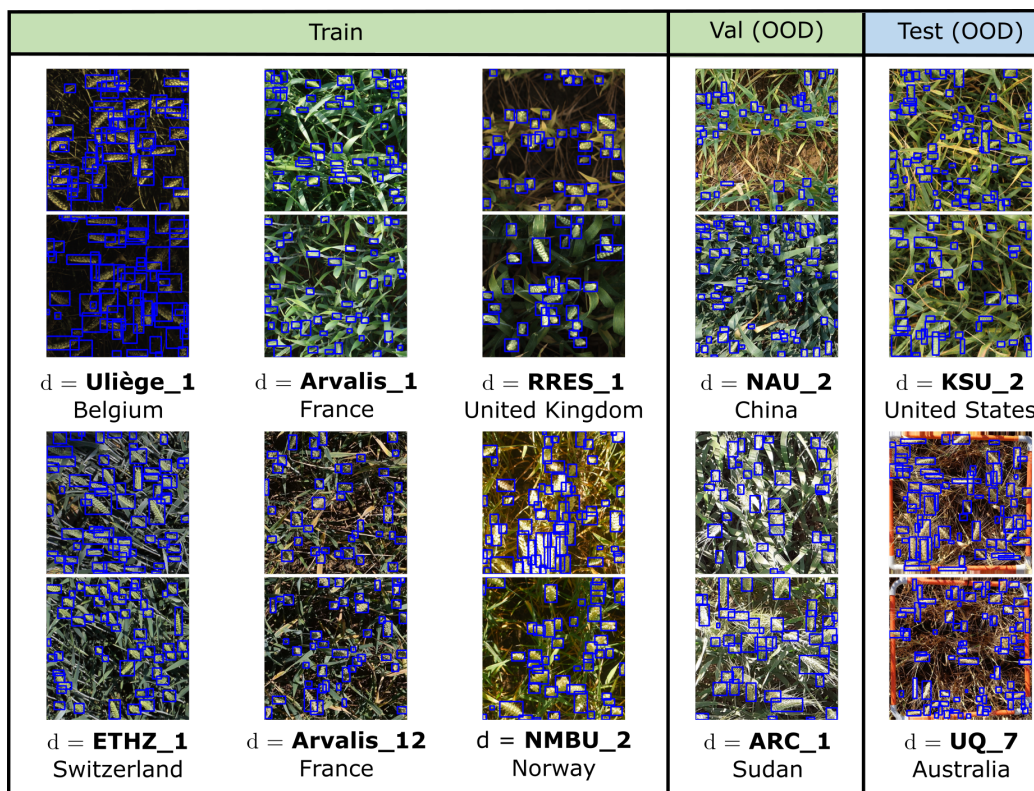 Train
Val (OOD)
Test (OOD)
d = Uliège_1
Belgium
d = Arvalis_1
France
d = RRES_1
United Kingdom
d = NAU_2
China
d = KSU_2
United States
d = ETHZ_1
Switzerland
d = Arvalis_12
France
d = NMBU_2
Norway
d = ARC_1
Sudan
d = UQ_7
Australia